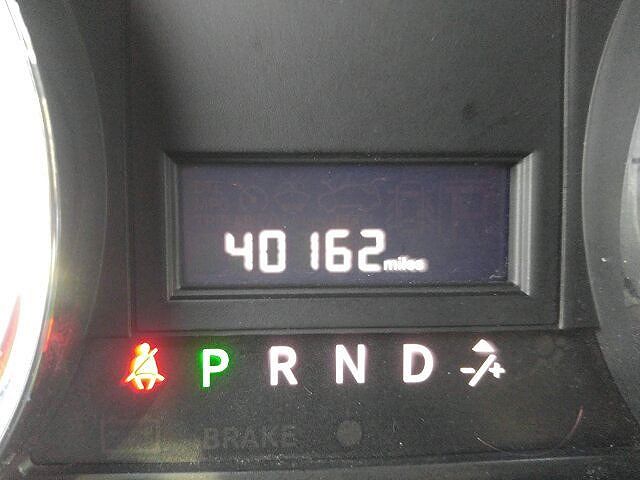 40162 miles
P R N D -/+
BRAKE